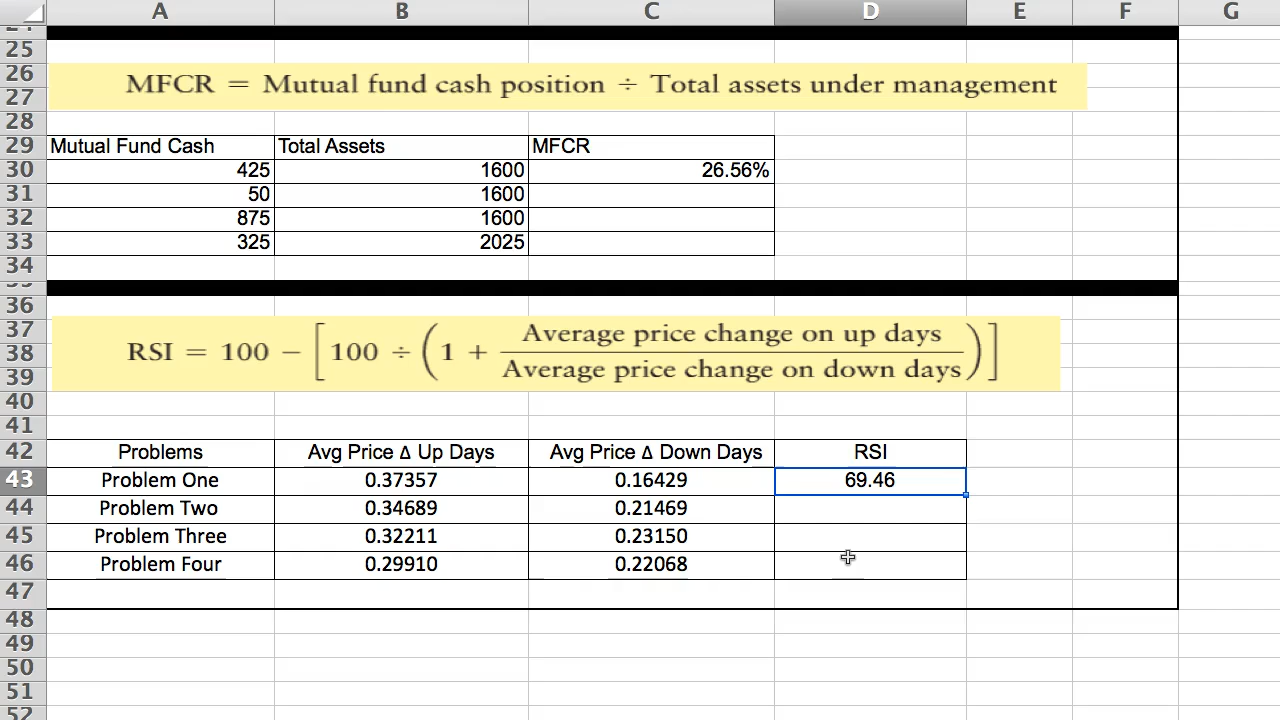 A B C D E F G
25
26
27
MFCR = Mutual fund cash position ÷ Total assets under management
28
29 Mutual Fund Cash Total Assets MFCR
30 425 1600 26.56%
31 50 1600
32 875 1600
33 325 2025
34
36
37
38
39
RSI = 100 − [100 ÷ (1 + Average price change on up days / Average price change on down days)]
40
41
42 Problems Avg Price Δ Up Days Avg Price Δ Down Days RSI
43 Problem One 0.37357 0.16429 69.46
44 Problem Two 0.34689 0.21469
45 Problem Three 0.32211 0.23150
46 Problem Four 0.29910 0.22068
47
48
49
50
51
52